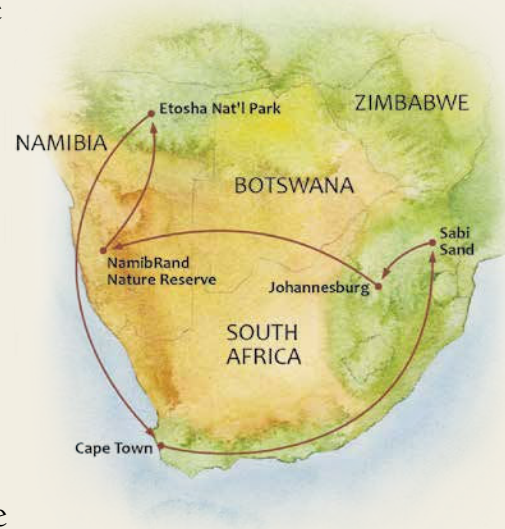 Etosha Nat'l Park
ZIMBABWE
NAMIBIA
BOTSWANA
Sabi
Sand
NamibRand
Nature Reserve
Johannesburg
SOUTH
AFRICA
Cape Town
e